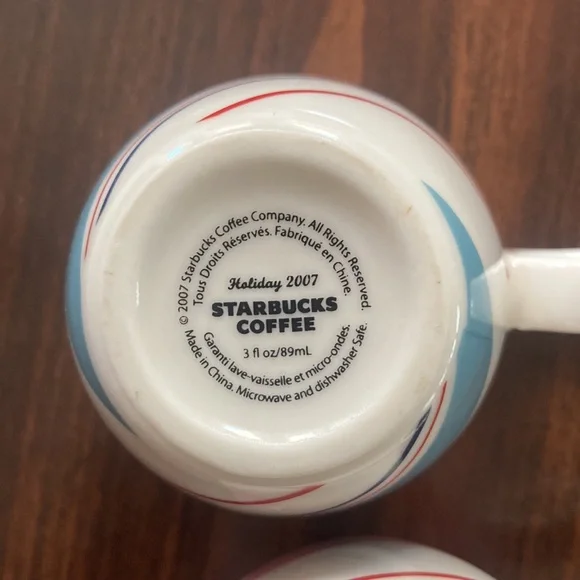 © 2007 Starbucks Coffee Company. All Rights Reserved.
Tous Droits Réservés. Fabriqué en Chine.
Holiday 2007
STARBUCKS
COFFEE
3 fl oz/89mL
Garanti lave-vaisselle et micro-ondes.
Made in China. Microwave and dishwasher Safe.